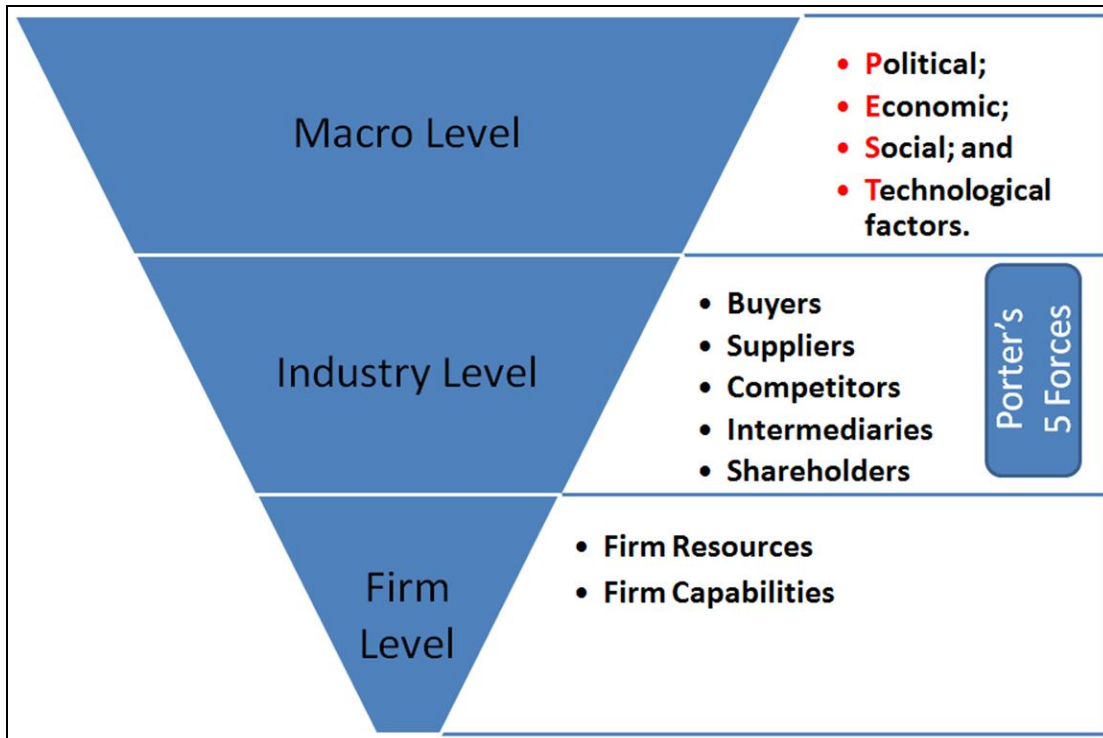 Macro Level
• Political;
• Economic;
• Social; and
• Technological
factors.
Industry Level
• Buyers
• Suppliers
• Competitors
• Intermediaries
• Shareholders
Porter's
5 Forces
Firm
Level
• Firm Resources
• Firm Capabilities